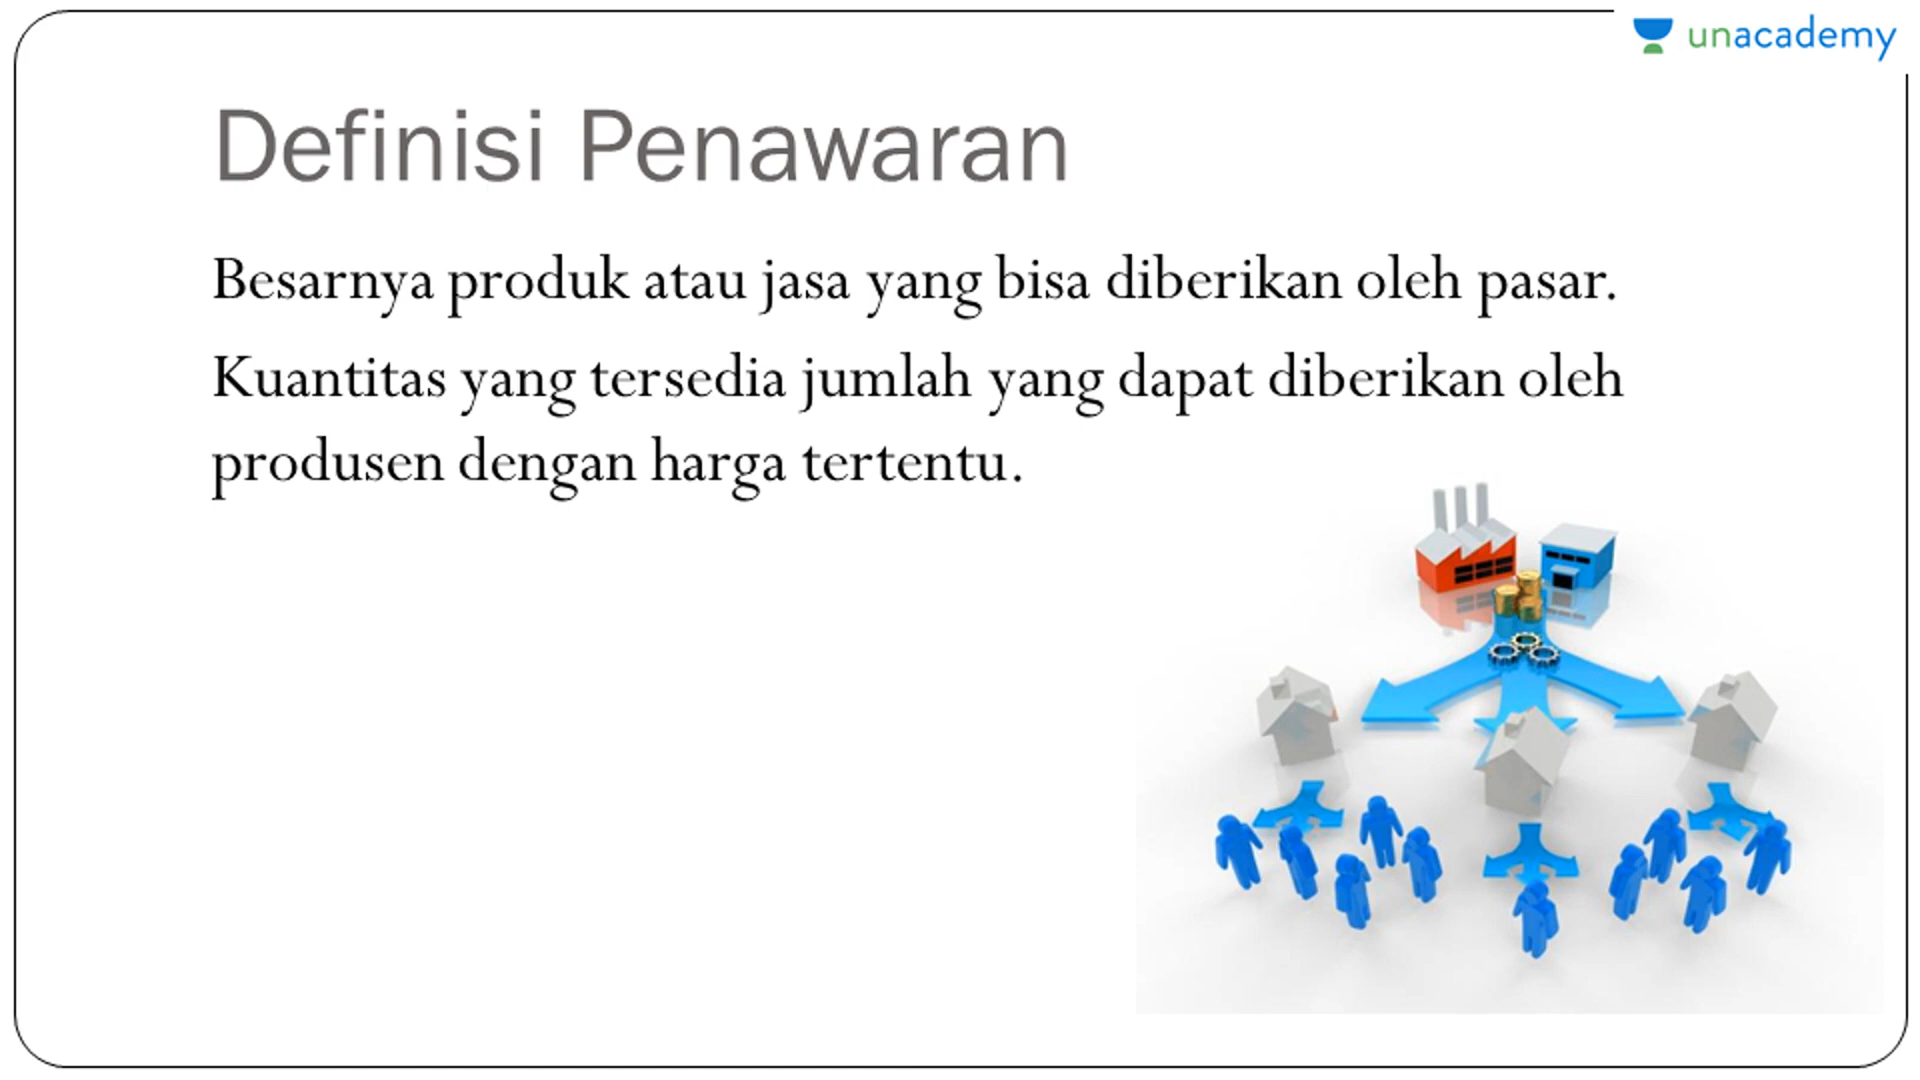 unacademy
Definisi Penawaran
Besarnya produk atau jasa yang bisa diberikan oleh pasar.
Kuantitas yang tersedia jumlah yang dapat diberikan oleh
produsen dengan harga tertentu.